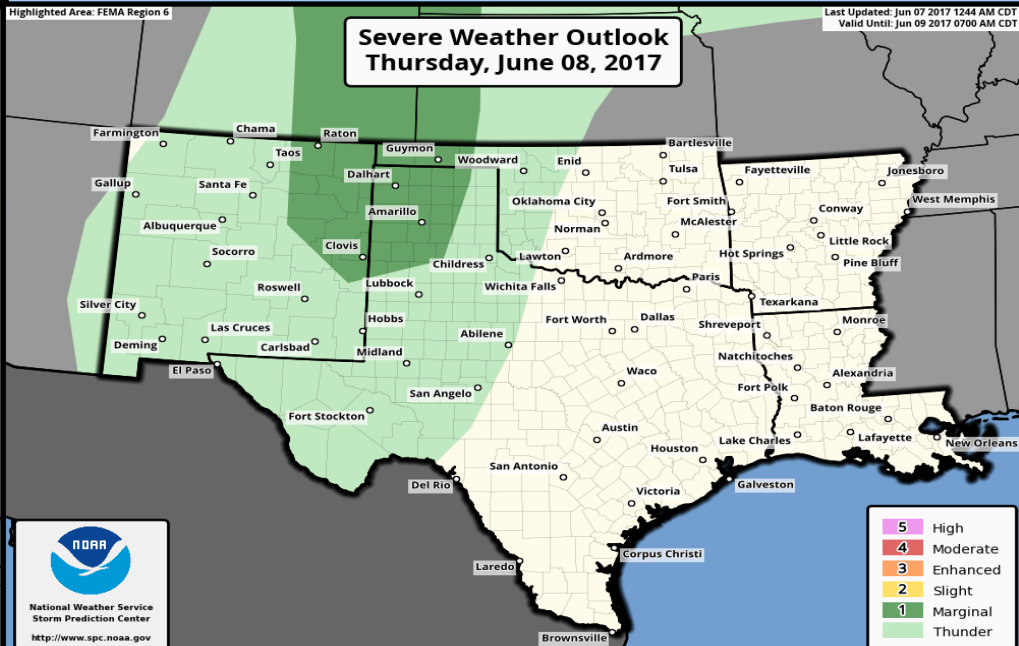 Highlighted Area: FEMA Region 6
Last Updated: Jun 07 2017 1244 AM CDT
Valid Until: Jun 09 2017 0700 AM CDT
Severe Weather Outlook
Thursday, June 08, 2017
Farmington
Chama
Raton
Taos
Guymon
Woodward
Enid
Bartlesville
Tulsa
Fayetteville
Jonesboro
Gallup
Santa Fe
Dalhart
Oklahoma City
Fort Smith
West Memphis
Albuquerque
Amarillo
Norman
McAlester
Conway
Socorro
Clovis
Childress
Lawton
Ardmore
Hot Springs
Little Rock
Pine Bluff
Roswell
Lubbock
Wichita Falls
Paris
Texarkana
Silver City
Hobbs
Fort Worth
Dallas
Shreveport
Monroe
Deming
Las Cruces
Carlsbad
Midland
Abilene
Natchitoches
El Paso
San Angelo
Waco
Fort Polk
Alexandria
Fort Stockton
Austin
Houston
Lake Charles
Baton Rouge
Lafayette
New Orleans
Del Rio
San Antonio
Victoria
Galveston
Laredo
Corpus Christi
Brownsville
NOAA
National Weather Service
Storm Prediction Center
http://www.spc.noaa.gov
5 High
4 Moderate
3 Enhanced
2 Slight
1 Marginal
Thunder